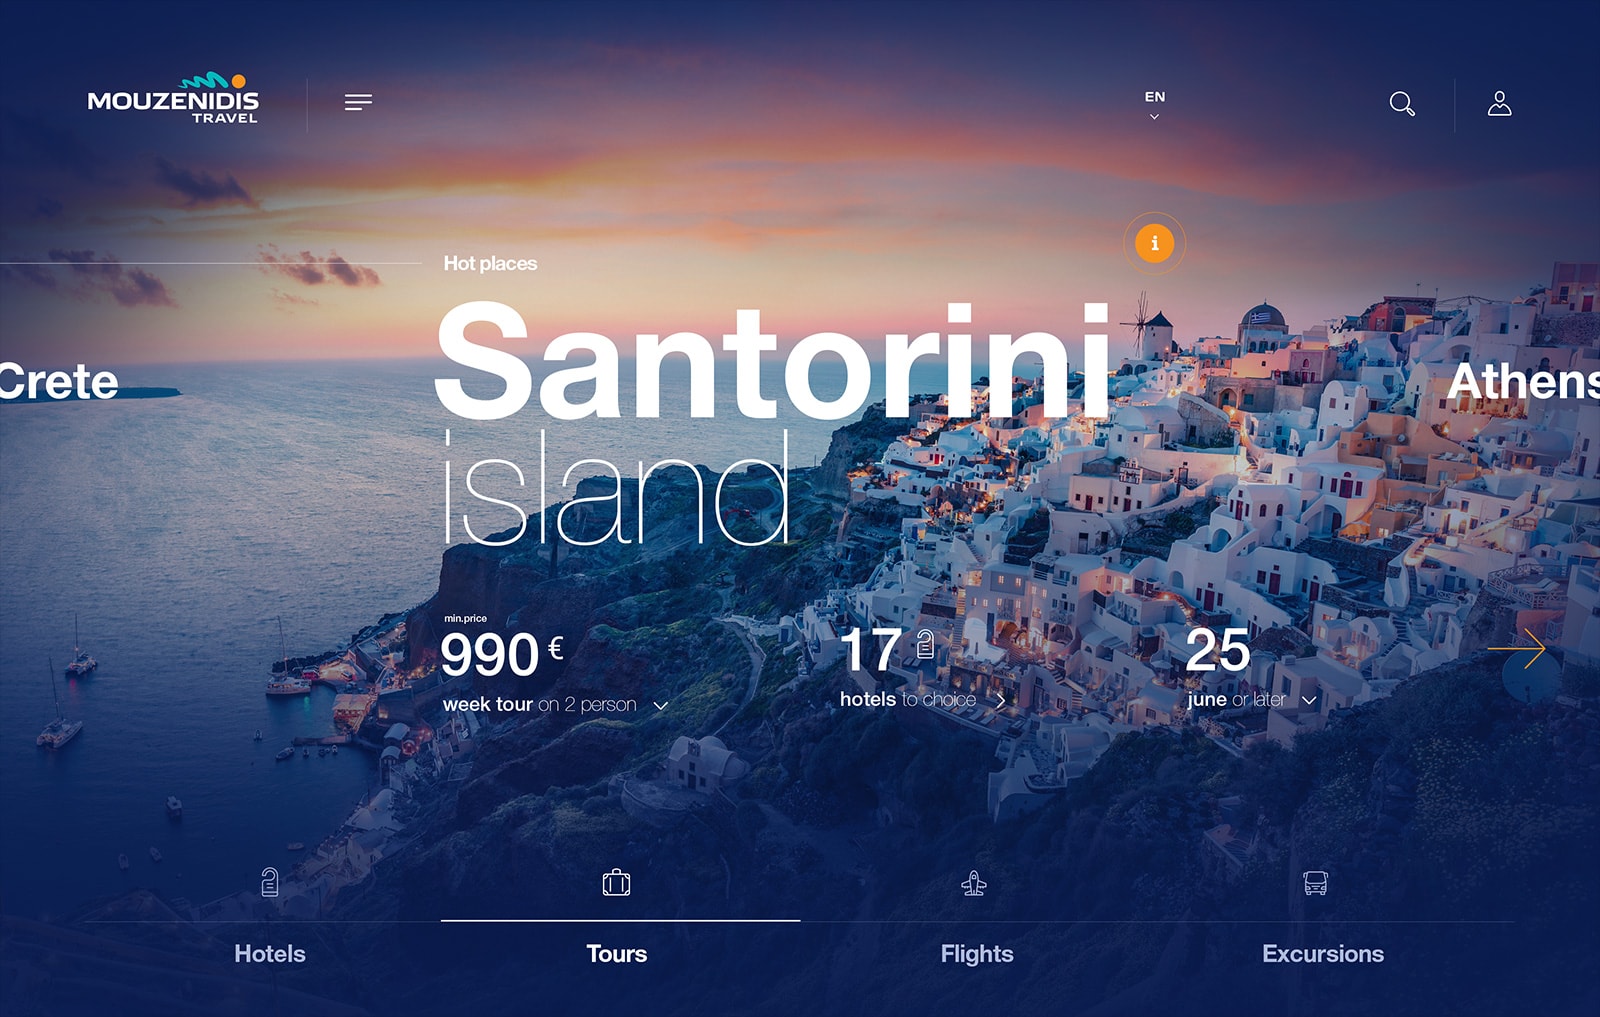 MOUZENIDIS
TRAVEL
EN
i
Hot places
Santorini
island
Crete
Athens
min.price
990 €
week tour on 2 person
17
hotels to choice
25
june or later
Hotels
Tours
Flights
Excursions